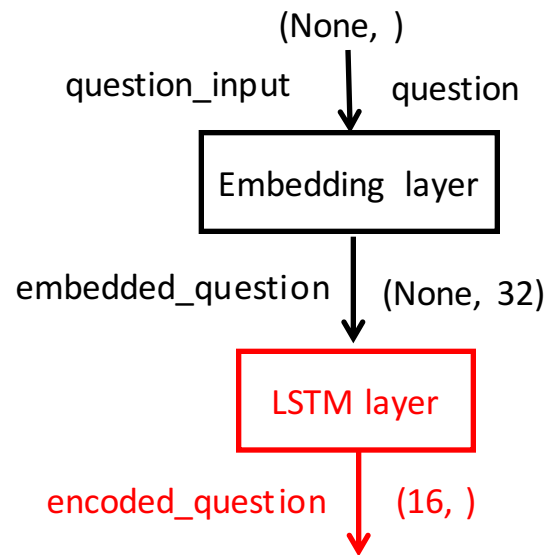 (None, )
question_input question
Embedding layer
embedded_question (None, 32)
LSTM layer
encoded_question (16, )